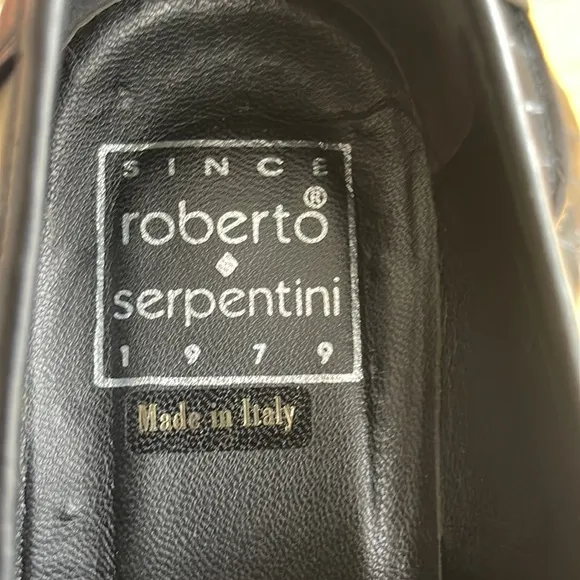 SINCE
roberto®
serpentini
1979
Made in Italy